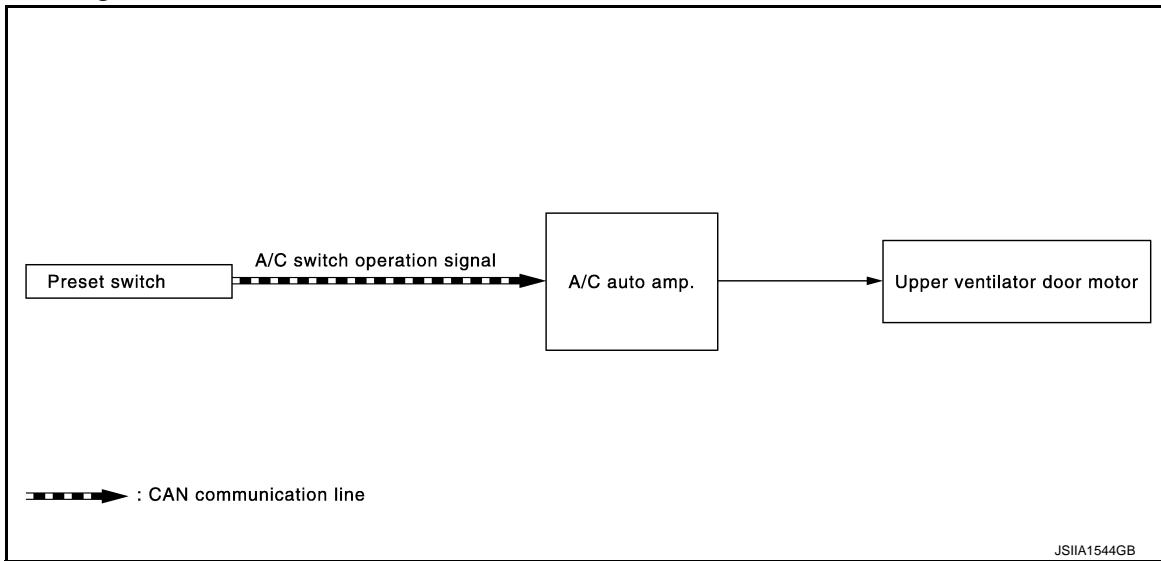 A/C switch operation signal
Preset switch
A/C auto amp.
Upper ventilator door motor
: CAN communication line
JSIIA1544GB